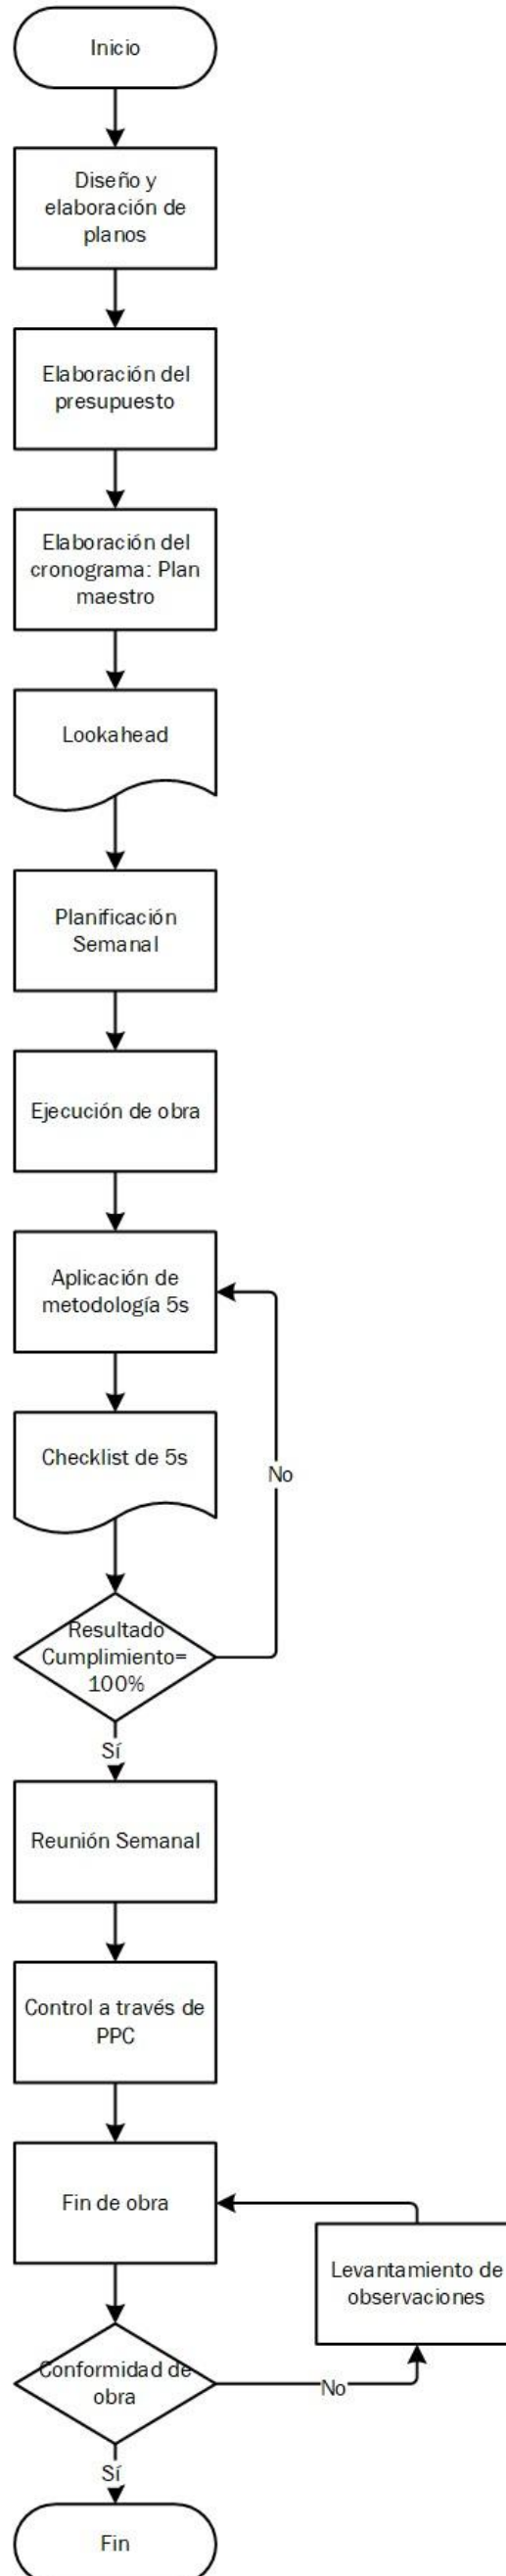 Inicio
Diseño y
elaboración de
planos
Elaboración del
presupuesto
Elaboración del
cronograma: Plan
maestro
Lookahead
Planificación
Semanal
Ejecución de obra
Aplicación de
metodología 5s
Checklist de 5s
No
Resultado
Cumplimiento=
100%
Sí
Reunión Semanal
Control a través de
PPC
Fin de obra
Levantamiento de
observaciones
Conformidad de
obra
No
Sí
Fin